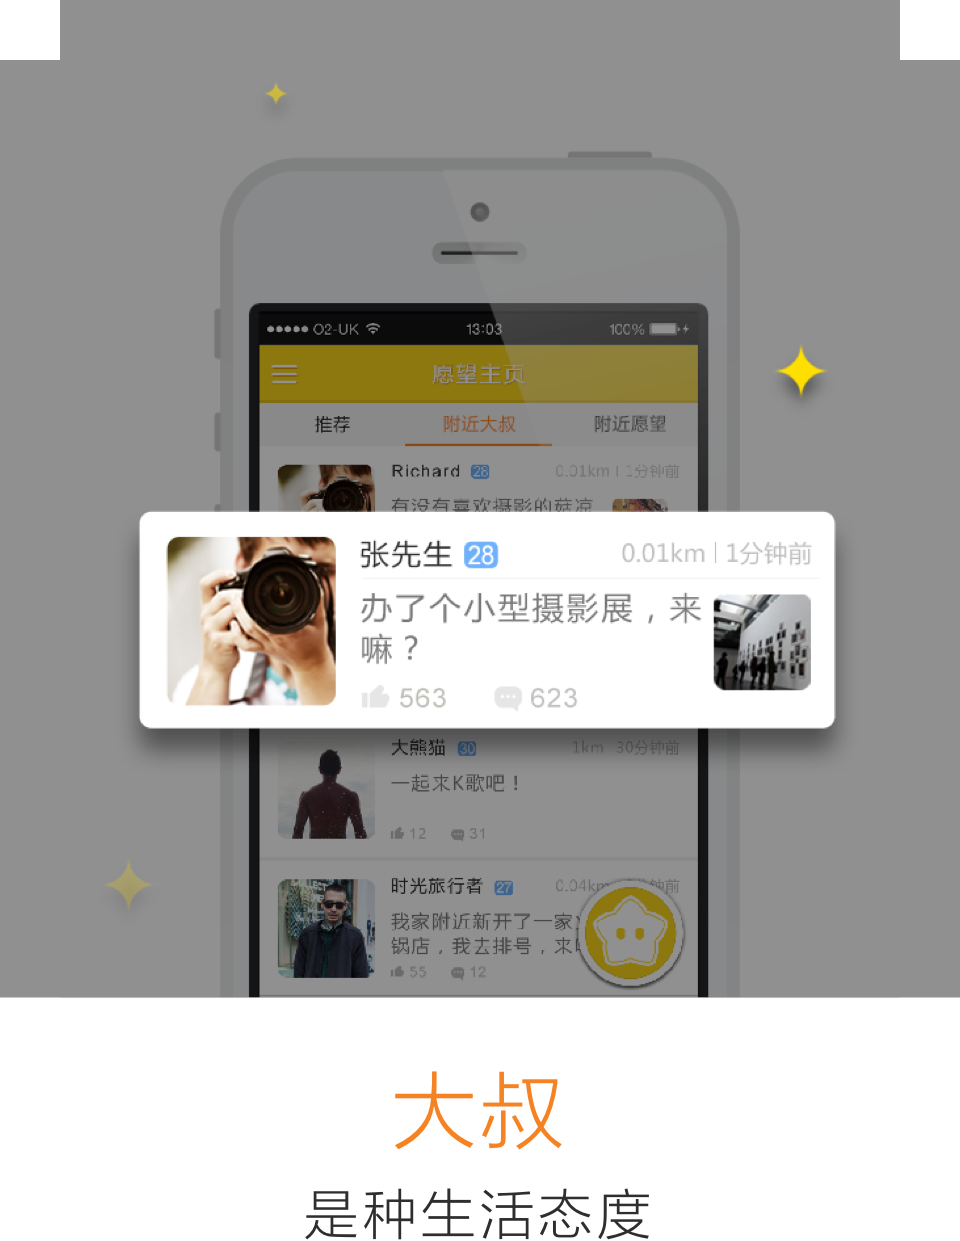 O2-UK 13:03 100%
愿望主页
推荐 附近大叔 附近愿望
Richard 28 0.01km 1分钟前
有没有喜欢摄影的菇凉
张先生 28 0.01km 1分钟前
办了个小型摄影展，来
嘛？
563 623
大熊猫 30 1km 30分钟前
一起来K歌吧！
12 31
时光旅行者 27 0.04km 分钟前
我家附近新开了一家
锅店，我去排号，来
55 12
大叔
是种生活态度